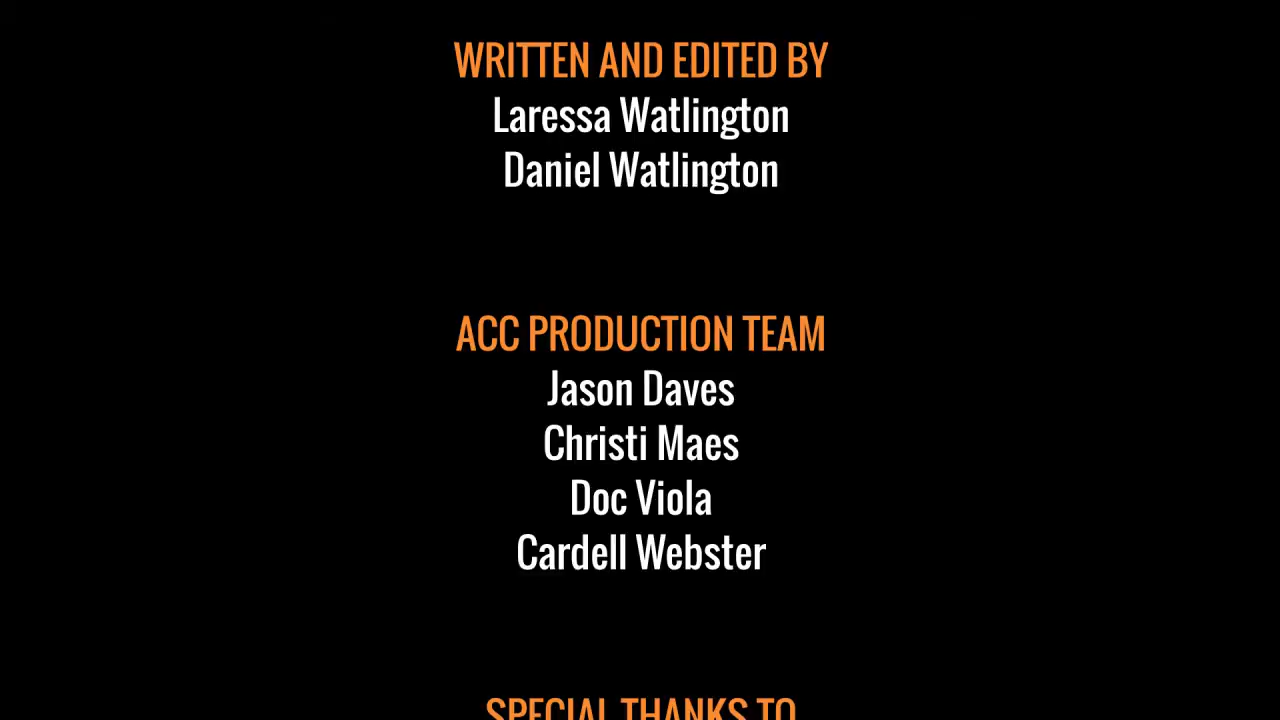 WRITTEN AND EDITED BY
Laressa Watlington
Daniel Watlington
ACC PRODUCTION TEAM
Jason Daves
Christi Maes
Doc Viola
Cardell Webster
SPECIAL THANKS TO